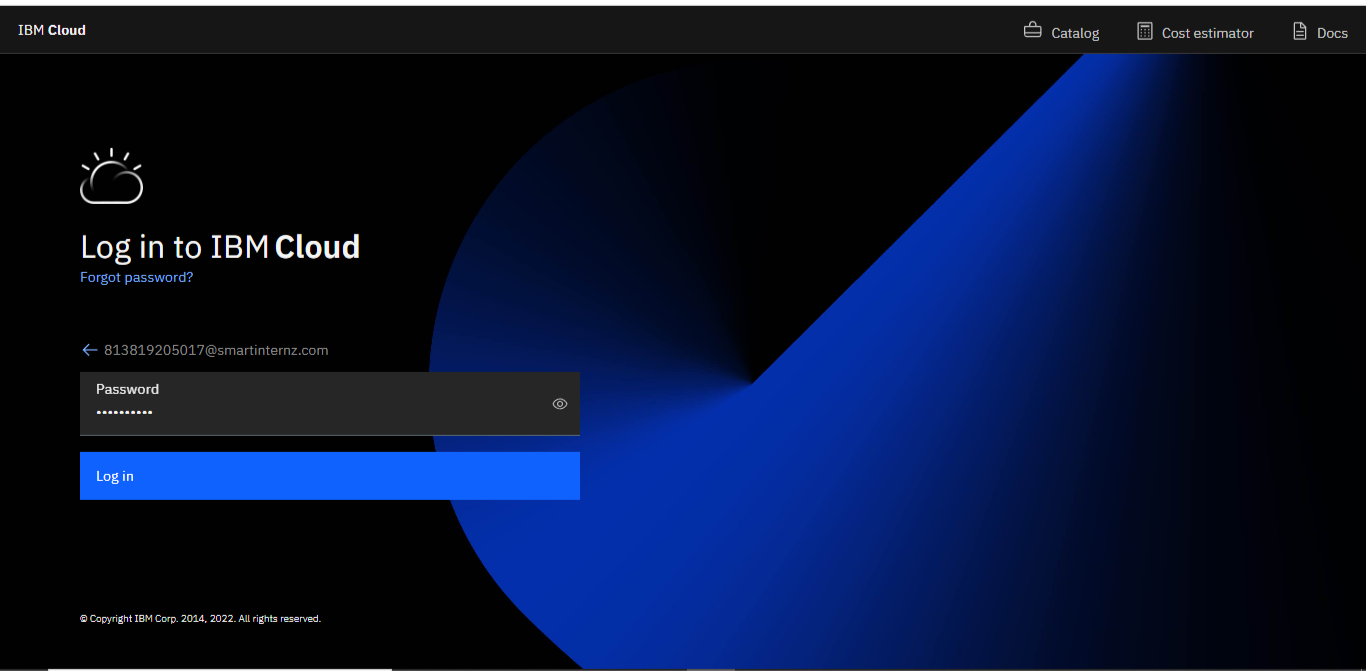 IBM Cloud
Catalog
Cost estimator
Docs
Log in to IBM Cloud
Forgot password?
813819205017@smartinternz.com
Password
••••••••••
Log in
© Copyright IBM Corp. 2014, 2022. All rights reserved.